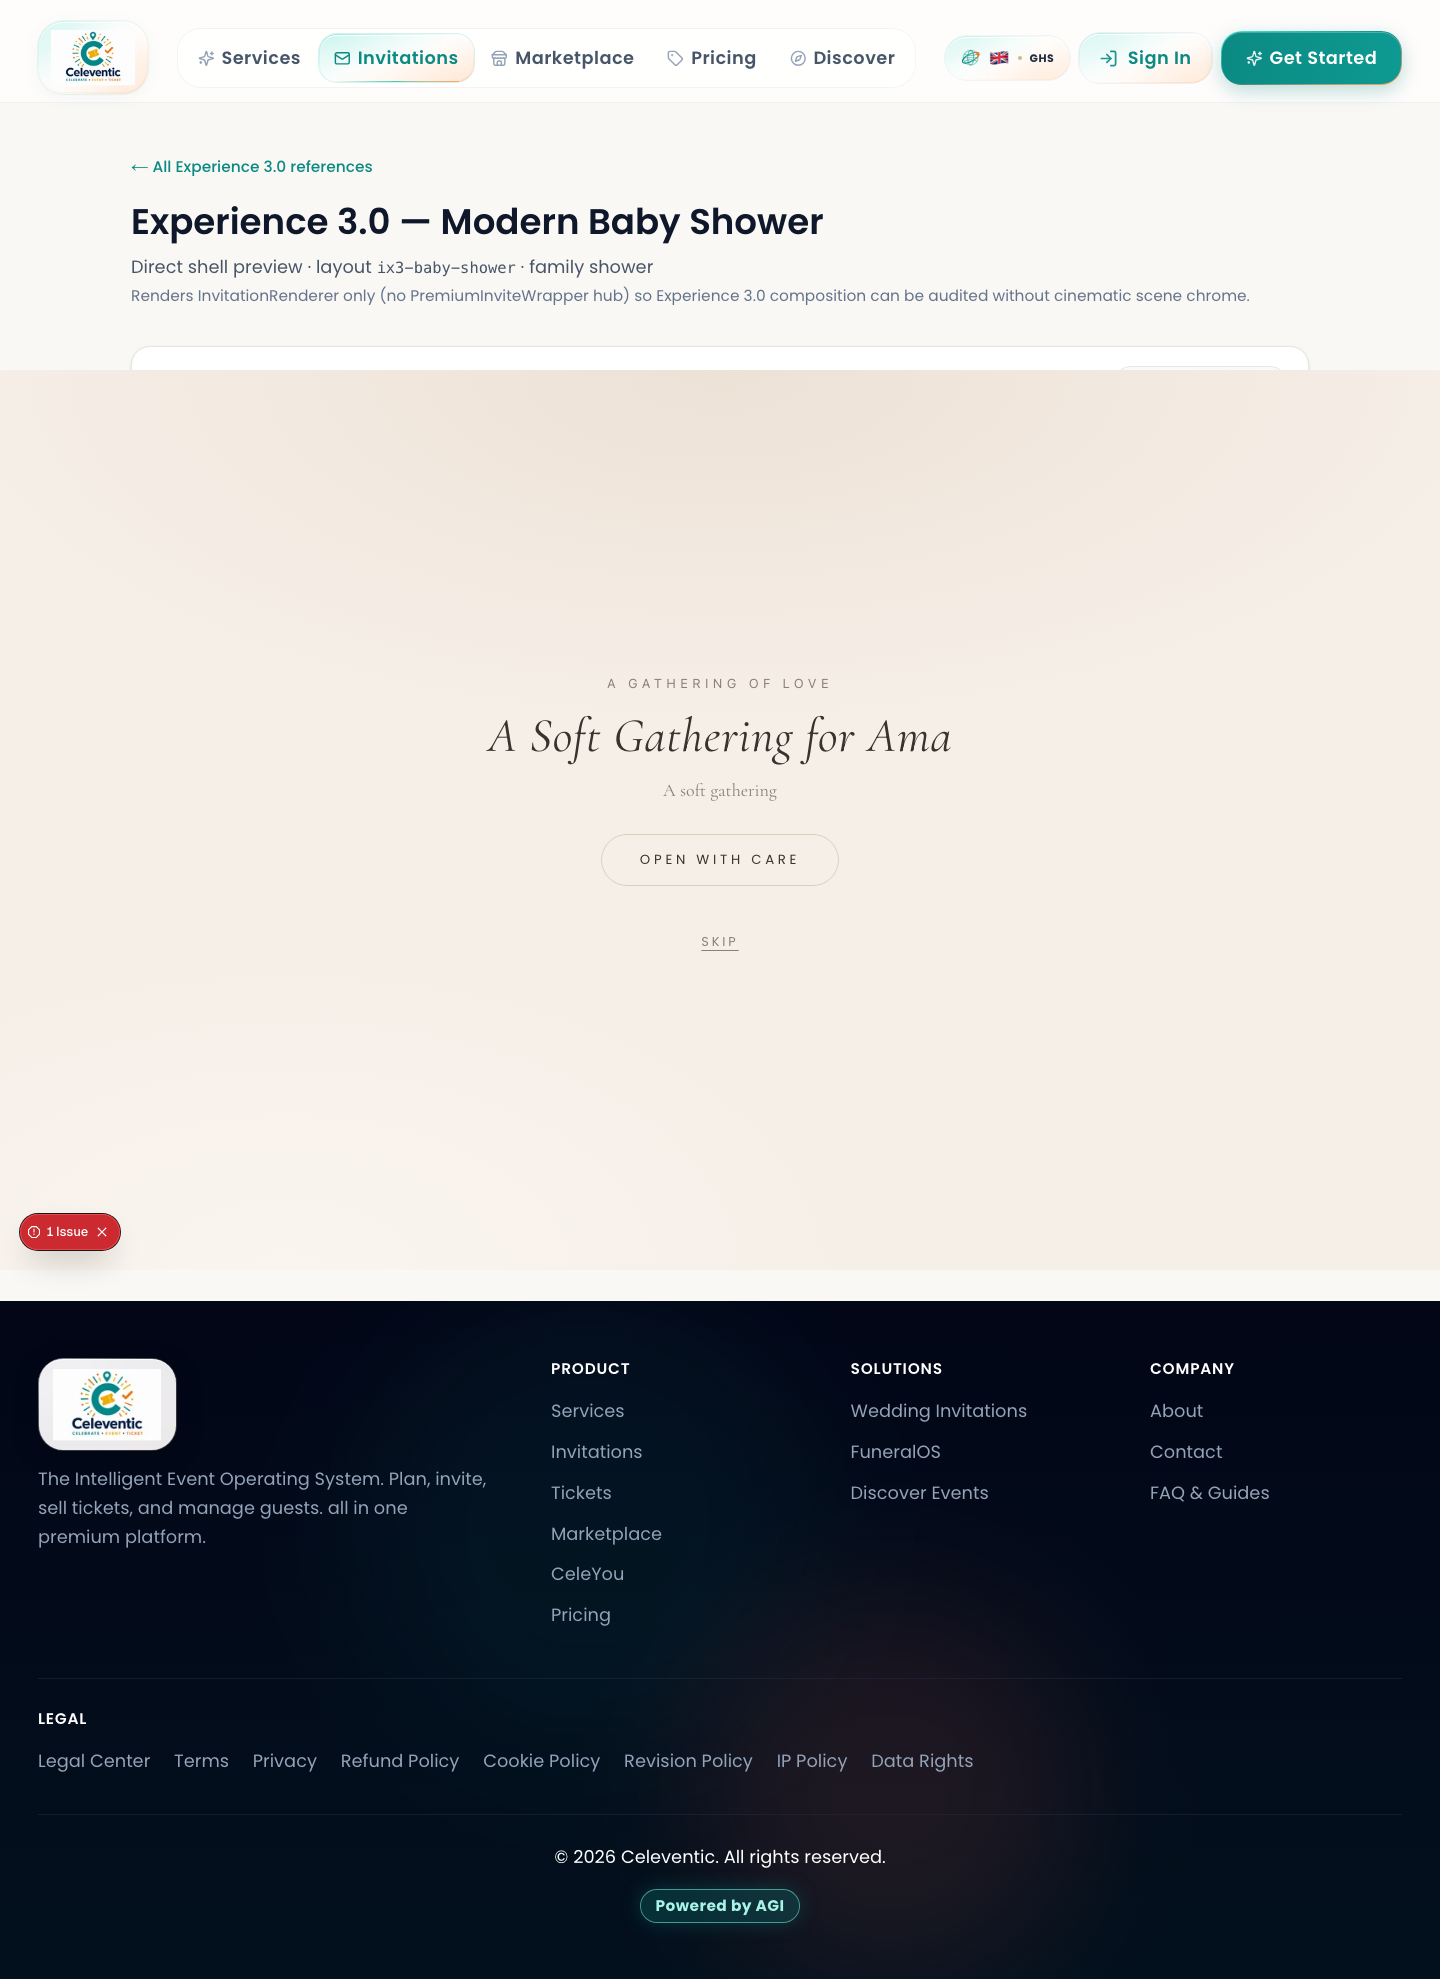 Celeventic
CELEBRATE • EVENT • TICKET
Services
Invitations
Marketplace
Pricing
Discover
GHS
Sign In
Get Started
← All Experience 3.0 references
Experience 3.0 — Modern Baby Shower
Direct shell preview · layout ix3-baby-shower · family shower
Renders InvitationRenderer only (no PremiumInviteWrapper hub) so Experience 3.0 composition can be audited without cinematic scene chrome.
A GATHERING OF LOVE
A Soft Gathering for Ama
A soft gathering
OPEN WITH CARE
SKIP
1 Issue
Celeventic
CELEBRATE • EVENT • TICKET
The Intelligent Event Operating System. Plan, invite,
sell tickets, and manage guests. all in one
premium platform.
PRODUCT
Services
Invitations
Tickets
Marketplace
CeleYou
Pricing
SOLUTIONS
Wedding Invitations
FuneralOS
Discover Events
COMPANY
About
Contact
FAQ & Guides
LEGAL
Legal Center
Terms
Privacy
Refund Policy
Cookie Policy
Revision Policy
IP Policy
Data Rights
© 2026 Celeventic. All rights reserved.
Powered by AGI